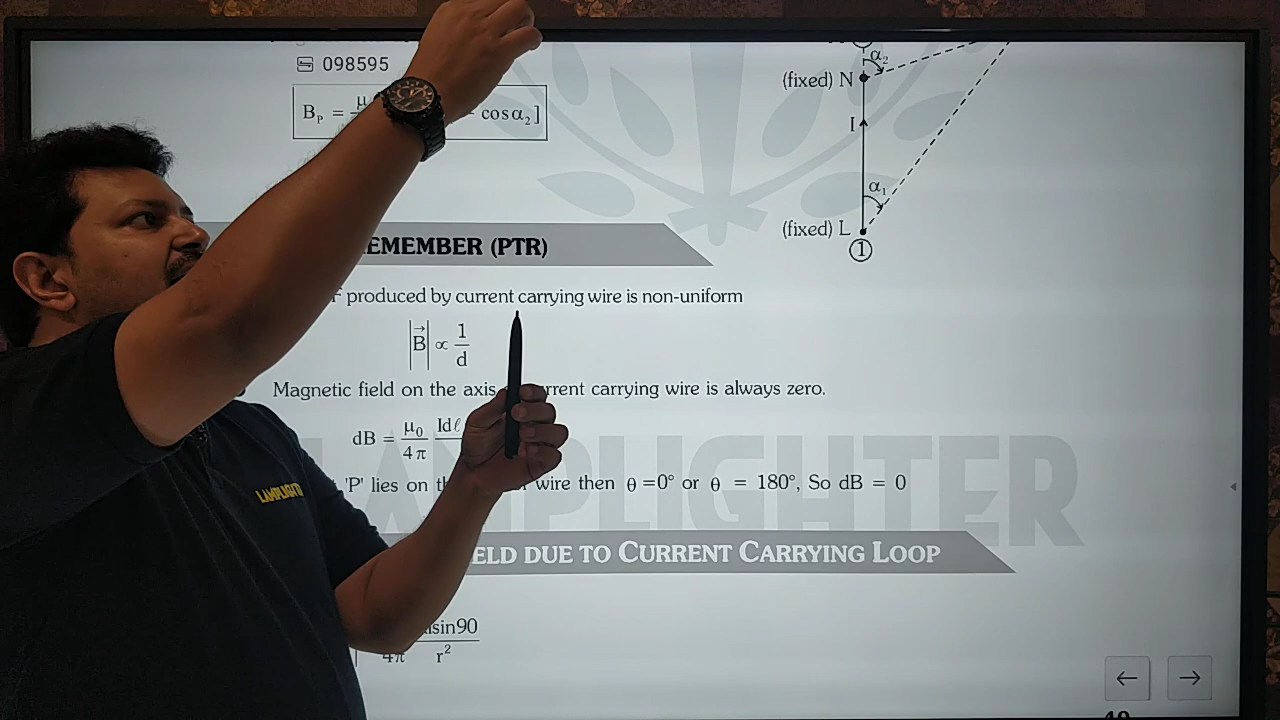 098595
B_P = μ cosα₂]
α₂
(fixed) N
I
α₁
(fixed) L
①
EMEMBER (PTR)
produced by current carrying wire is non-uniform
|B⃗| ∝ 1/d
Magnetic field on the axis current carrying wire is always zero.
dB = μ₀/4π Idℓ
'P' lies on wire then θ =0° or θ = 180°, So dB = 0
LAMPLIGHTER
LAMPLIGHTER
ELD DUE TO CURRENT CARRYING LOOP
sin90
4π r²
← →